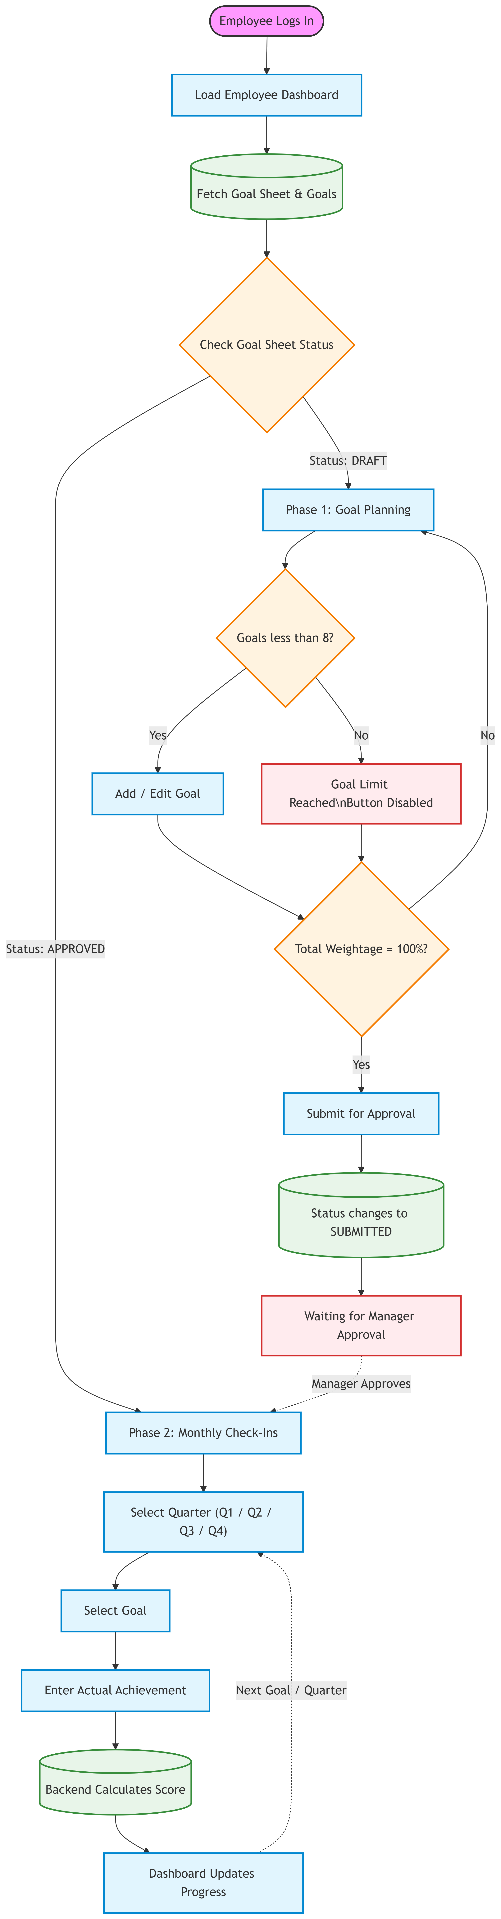 Employee Logs In
Load Employee Dashboard
Fetch Goal Sheet & Goals
Check Goal Sheet Status
Status: DRAFT
Phase 1: Goal Planning
Goals less than 8?
Yes
No
No
Add / Edit Goal
Goal Limit
Reached\nButton Disabled
Status: APPROVED
Total Weightage = 100%?
Yes
Submit for Approval
Status changes to
SUBMITTED
Waiting for Manager
Approval
Manager Approves
Phase 2: Monthly Check-Ins
Select Quarter (Q1 / Q2 /
Q3 / Q4)
Select Goal
Enter Actual Achievement
Next Goal / Quarter
Backend Calculates Score
Dashboard Updates
Progress